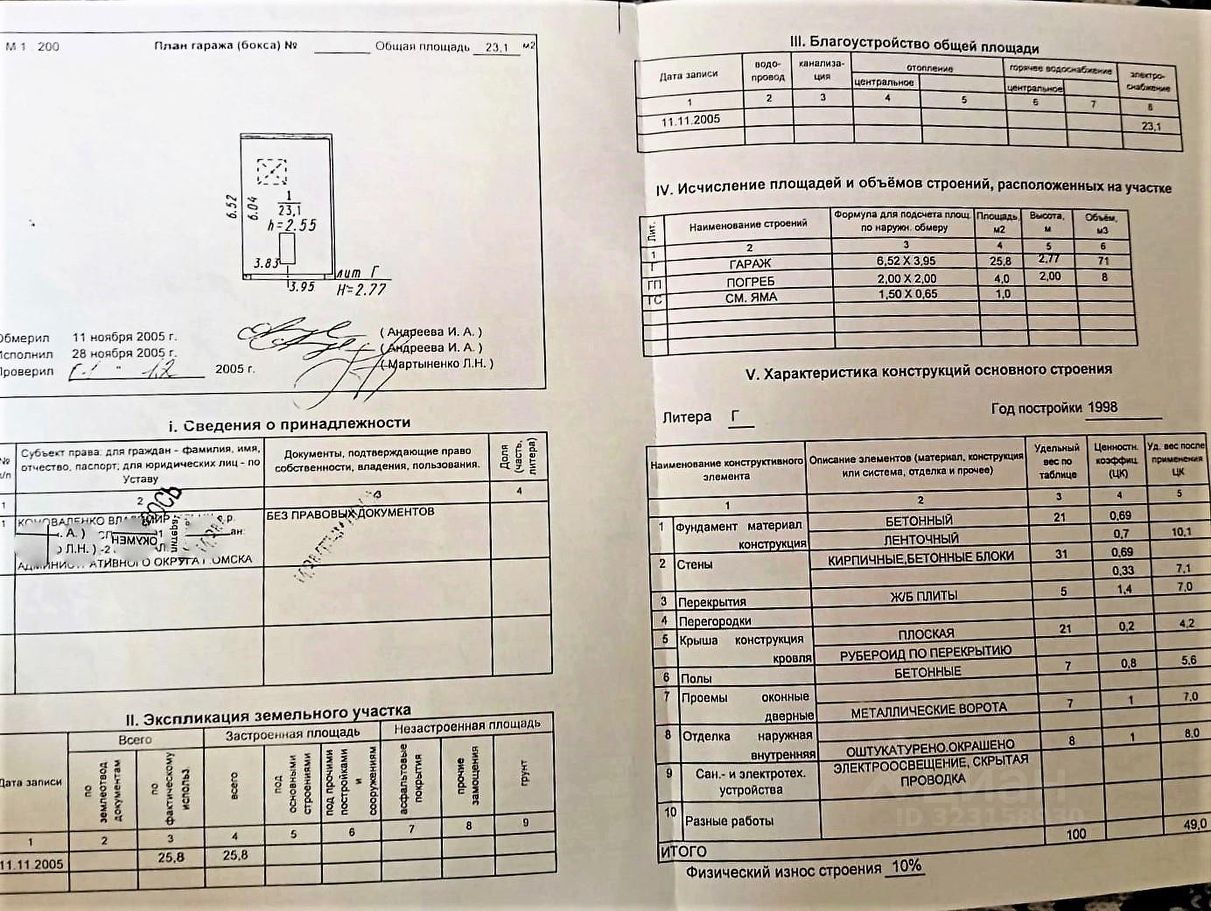 М 1 200 План гаража (бокса) № Общая площадь 23,1 м2
6.52
6.04
1
23,1
h=2.55
3.83
3.95
лит Г
H=2.77
Обмерил 11 ноября 2005 г. ( Андреева И. А. )
Исполнил 28 ноября 2005 г. ( Андреева И. А. )
Проверил 2005 г. ( Мартыненко Л.Н. )
i. Сведения о принадлежности
№ п/п
Субъект права: для граждан - фамилия, имя,
отчество, паспорт; для юридических лиц - по
Уставу
Документы, подтверждающие право
собственности, владения, пользования.
Доля
(часть,
литера)
1 2 3 4
1 КОНОВАЛЕНКО ВЛАДИМИР БЕЗ ПРАВОВЫХ ДОКУМЕНТОВ
. А. )
Л.Н. )
АТИВНОГО ОКРУГА Г ОМСКА
II. Экспликация земельного участка
Дата записи
Всего
Застроенная площадь
Незастроенная площадь
по
землеотвод
документам
по
фактическому
использ.
всего
под
основными
строениями
под прочими
постройками
и
сооружениям
асфальтовые
покрытия
прочие
замощения
грунт
1 2 3 4 5 6 7 8 9
11.11.2005 25,8 25,8
III. Благоустройство общей площади
Дата записи
водо-
провод
канализа-
ция
отопление
центральное
горячее водоснабжение
центральное
электро-
снабжение
1 2 3 4 5 6 7 8
11.11.2005 23,1
IV. Исчисление площадей и объёмов строений, расположенных на участке
Лит.
Наименование строений
Формула для подсчета площ.
по наружн. обмеру
Площадь,
м2
Высота,
м
Объём,
м3
1 2 3 4 5 6
Г ГАРАЖ 6,52 Х 3,95 25,8 2,77 71
ГП ПОГРЕБ 2,00 Х 2,00 4,0 2,00 8
ГС СМ. ЯМА 1,50 Х 0,65 1,0
V. Характеристика конструкций основного строения
Литера Г Год постройки 1998
Наименование конструктивного
элемента
Описание элементов (материал, конструкция
или система, отделка и прочее)
Удельный
вес по
таблице
Ценностн.
коэффиц.
(ЦК)
Уд. вес после
применения
ЦК
1 2 3 4 5
1 Фундамент материал БЕТОННЫЙ 21 0,69
конструкция ЛЕНТОЧНЫЙ 0,7 10,1
2 Стены КИРПИЧНЫЕ,БЕТОННЫЕ БЛОКИ 31 0,69
0,33 7,1
3 Перекрытия Ж/Б ПЛИТЫ 5 1,4 7,0
4 Перегородки
5 Крыша конструкция ПЛОСКАЯ 21 0,2 4,2
кровля РУБЕРОИД ПО ПЕРЕКРЫТИЮ
6 Полы БЕТОННЫЕ 7 0,8 5,6
7 Проемы оконные
дверные МЕТАЛЛИЧЕСКИЕ ВОРОТА 7 1 7,0
8 Отделка наружная
внутренняя ОШТУКАТУРЕНО.ОКРАШЕНО 8 1 8,0
9 Сан.- и электротех.
устройства
ЭЛЕКТРООСВЕЩЕНИЕ, СКРЫТАЯ
ПРОВОДКА
10 Разные работы
ИТОГО 100 49,0
Физический износ строения 10%